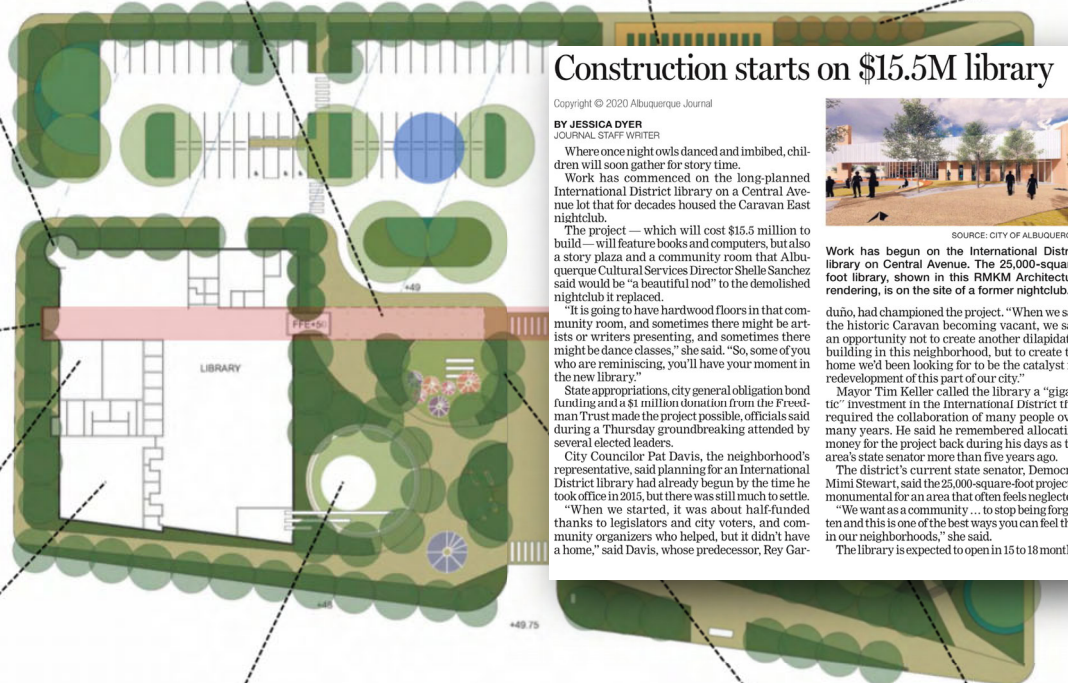 Construction starts on $15.5M library
Copyright © 2020 Albuquerque Journal
BY JESSICA DYER
JOURNAL STAFF WRITER
Where once night owls danced and imbibed, chil-
dren will soon gather for story time.
Work has commenced on the long-planned
International District library on a Central Ave-
nue lot that for decades housed the Caravan East
nightclub.
The project — which will cost $15.5 million to
build — will feature books and computers, but also
a story plaza and a community room that Albu-
querque Cultural Services Director Shelle Sanchez
said would be “a beautiful nod” to the demolished
nightclub it replaced.
“It is going to have hardwood floors in that com-
munity room, and sometimes there might be art-
ists or writers presenting, and sometimes there
might be dance classes,” she said. “So, some of you
who are reminiscing, you’ll have your moment in
the new library.”
State appropriations, city general obligation bond
funding and a $1 million donation from the Freed-
man Trust made the project possible, officials said
during a Thursday groundbreaking attended by
several elected leaders.
City Councilor Pat Davis, the neighborhood’s
representative, said planning for an International
District library had already begun by the time he
took office in 2015, but there was still much to settle.
“When we started, it was about half-funded
thanks to legislators and city voters, and com-
munity organizers who helped, but it didn’t have
a home,” said Davis, whose predecessor, Rey Gar-
SOURCE: CITY OF
Work has begun on the International
library on Central Avenue. The
foot library, shown in this RMKM
rendering, is on the site of a former nightclub.
duño, had championed the project. “When we
the historic Caravan becoming vacant, we
an opportunity not to create another
building in this neighborhood, but to create
home we’d been looking for to be the catalyst
redevelopment of this part of our city.”
Mayor Tim Keller called the library a
tic” investment in the International District
required the collaboration of many people
many years. He said he remembered
money for the project back during his days as
area’s state senator more than five years ago.
The district’s current state senator,
Mimi Stewart, said the 25,000-square-foot
monumental for an area that often feels
“We want as a community … to stop being
ten and this is one of the best ways you can feel
in our neighborhoods,” she said.
The library is expected to open in 15 to 18
+49
FFE+50
LIBRARY
+48
+49.75